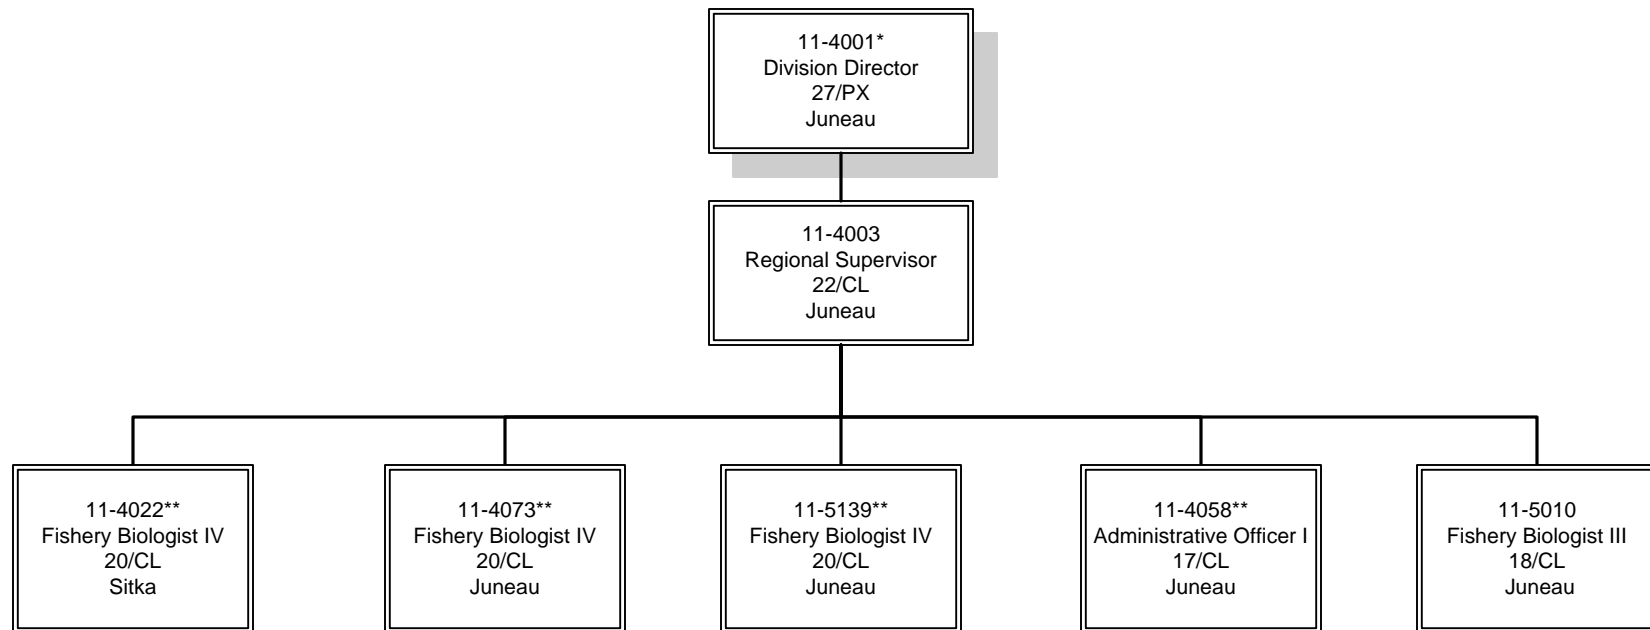 11-4001*
Division Director
27/PX
Juneau
11-4003
Regional Supervisor
22/CL
Juneau
11-4022**
Fishery Biologist IV
20/CL
Sitka
11-4073**
Fishery Biologist IV
20/CL
Juneau
11-5139**
Fishery Biologist IV
20/CL
Juneau
11-4058**
Administrative Officer I
17/CL
Juneau
11-5010
Fishery Biologist III
18/CL
Juneau